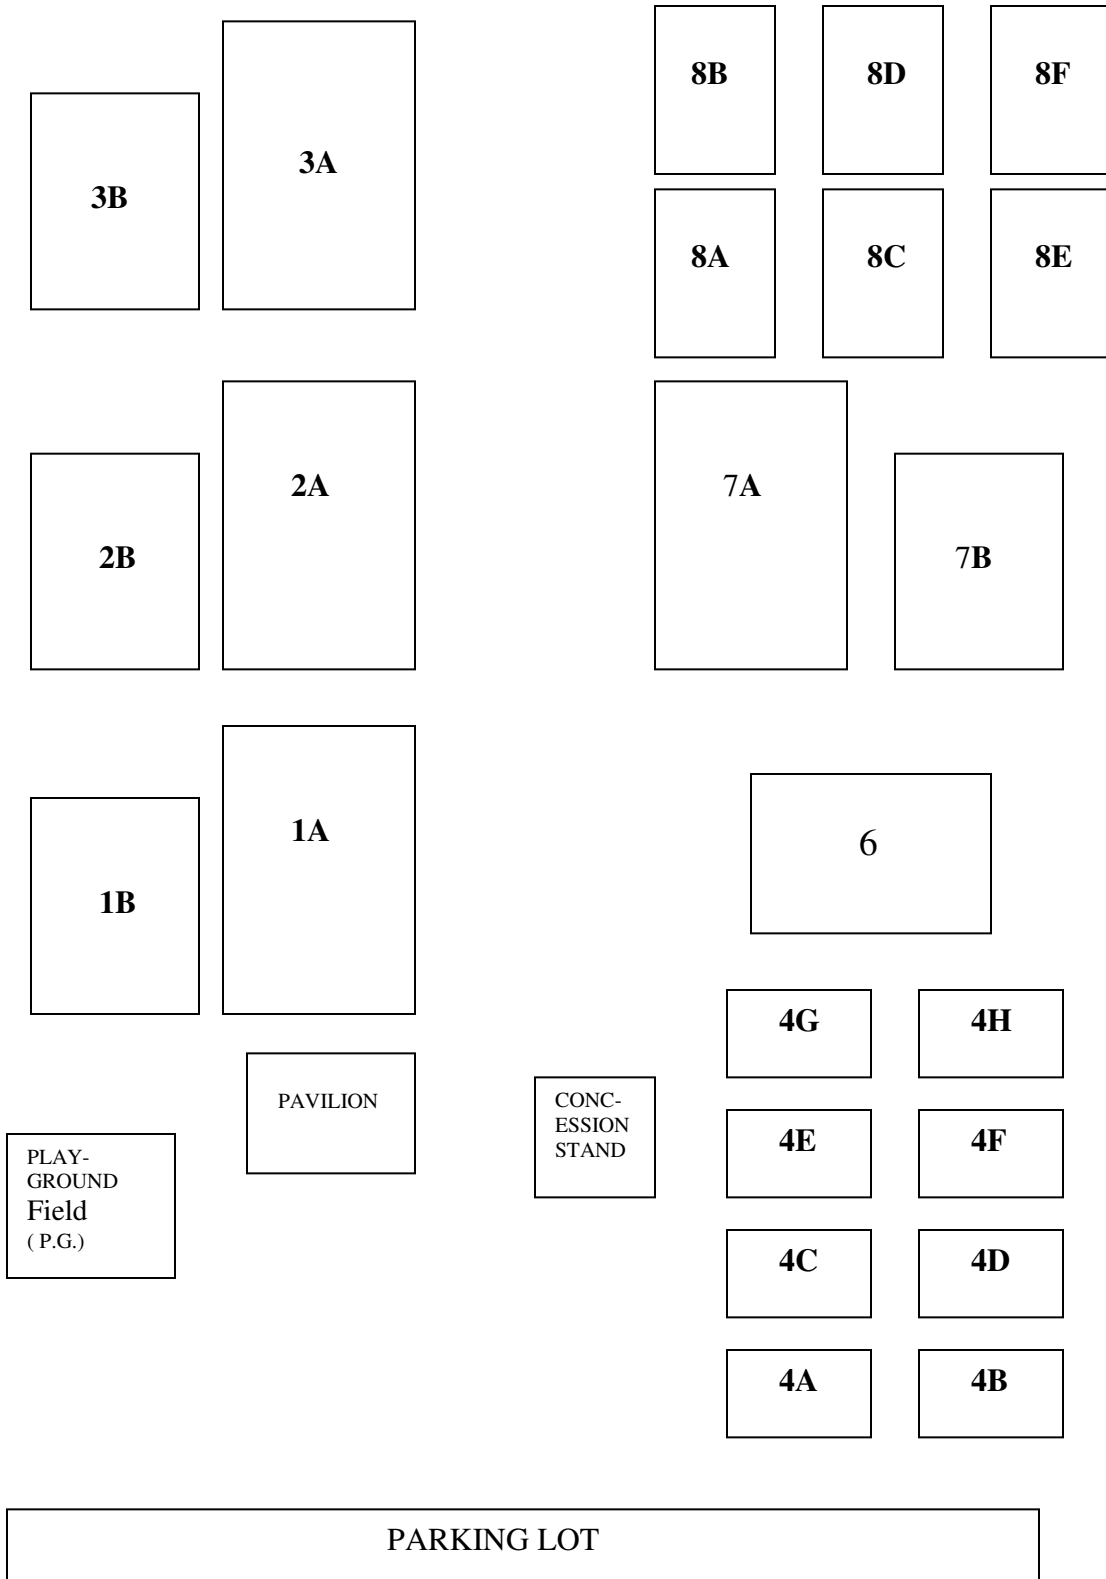 8B
8D
8F
3A
3B
8A
8C
8E
2A
7A
2B
7B
1A
6
1B
4G
4H
PAVILION
CONC-
ESSION
STAND
4E
4F
PLAY-
GROUND
Field
( P.G.)
4C
4D
4A
4B
PARKING LOT